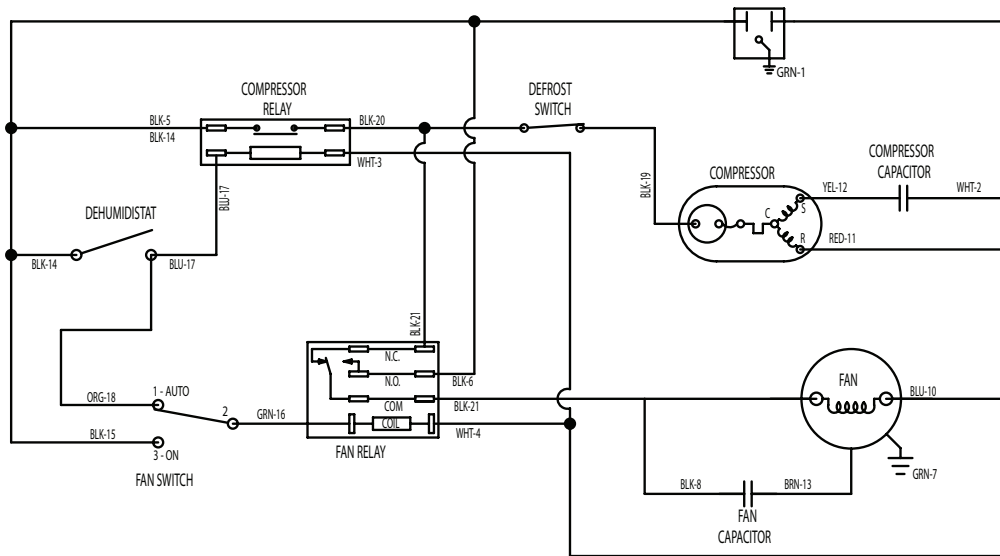 GRN-1
COMPRESSOR
RELAY
DEFROST
SWITCH
BLK-5
BLK-14
BLK-20
WHT-3
BLU-17
BLK-19
COMPRESSOR
COMPRESSOR
CAPACITOR
YEL-12
WHT-2
C
S
R
RED-11
DEHUMIDISTAT
BLK-14
BLU-17
BLK-21
N.C.
N.O.
BLK-6
COM
BLK-21
COIL
WHT-4
FAN RELAY
ORG-18
1 - AUTO
2
GRN-16
BLK-15
3 - ON
FAN SWITCH
FAN
BLU-10
GRN-7
BLK-8
BRN-13
FAN
CAPACITOR